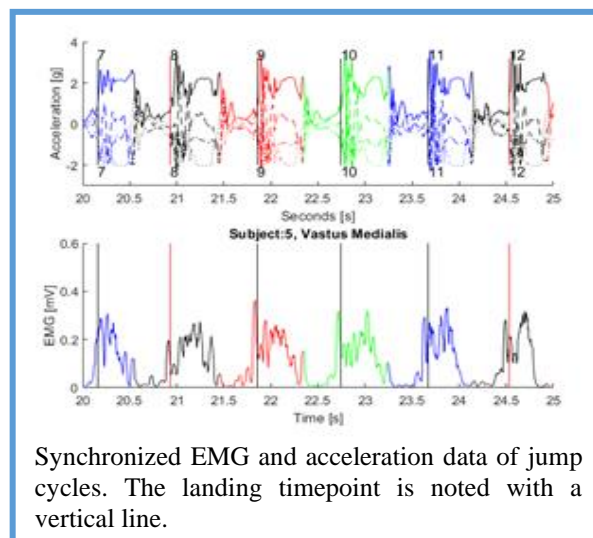 4
7 8 9 10 11 12
2
0
-2
7 8 9 10 11 12
Acceleration [g]
20 20.5 21 21.5 22 22.5 23 23.5 24 24.5 25
Seconds [s]
Subject:5, Vastus Medialis
0.6
0.4
0.2
0
EMG [mV]
20 20.5 21 21.5 22 22.5 23 23.5 24 24.5 25
Time [s]
Synchronized EMG and acceleration data of jump
cycles. The landing timepoint is noted with a
vertical line.